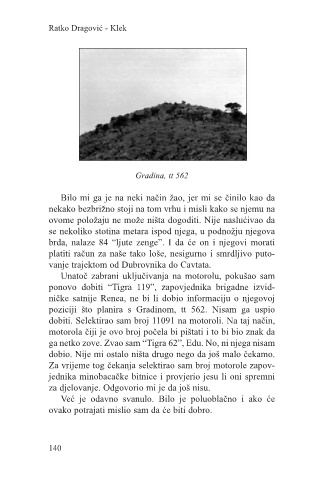 Ratko Dragović - Klek
Gradina, tt 562
Bilo mi ga je na neki način žao, jer mi se činilo kao da
nekako bezbrižno stoji na tom vrhu i misli kako se njemu na
ovome položaju ne može ništa dogoditi. Nije naslućivao da
se nekoliko stotina metara ispod njega, u podnožju njegova
brda, nalaze 84 “ljute zenge”. I da će on i njegovi morati
platiti račun za naše tako loše, nesigurno i smrdljivo puto-
vanje trajektom od Dubrovnika do Cavtata.
Unatoč zabrani uključivanja na motorolu, pokušao sam
ponovo dobiti “Tigra 119”, zapovjednika brigadne izvid-
ničke satnije Renea, ne bi li dobio informaciju o njegovoj
poziciji što planira s Gradinom, tt 562. Nisam ga uspio
dobiti. Selektirao sam broj 11091 na motoroli. Na taj način,
motorola čiji je ovo broj počela bi pištati i to bi bio znak da
ga netko zove. Zvao sam “Tigra 62”, Edu. No, ni njega nisam
dobio. Nije mi ostalo ništa drugo nego da još malo čekamo.
Za vrijeme tog čekanja selektirao sam broj motorole zapov-
jednika minobacačke bitnice i provjerio jesu li oni spremni
za djelovanje. Odgovorio mi je da još nisu.
Već je odavno svanulo. Bilo je poluoblačno i ako će
ovako potrajati mislio sam da će biti dobro.
140